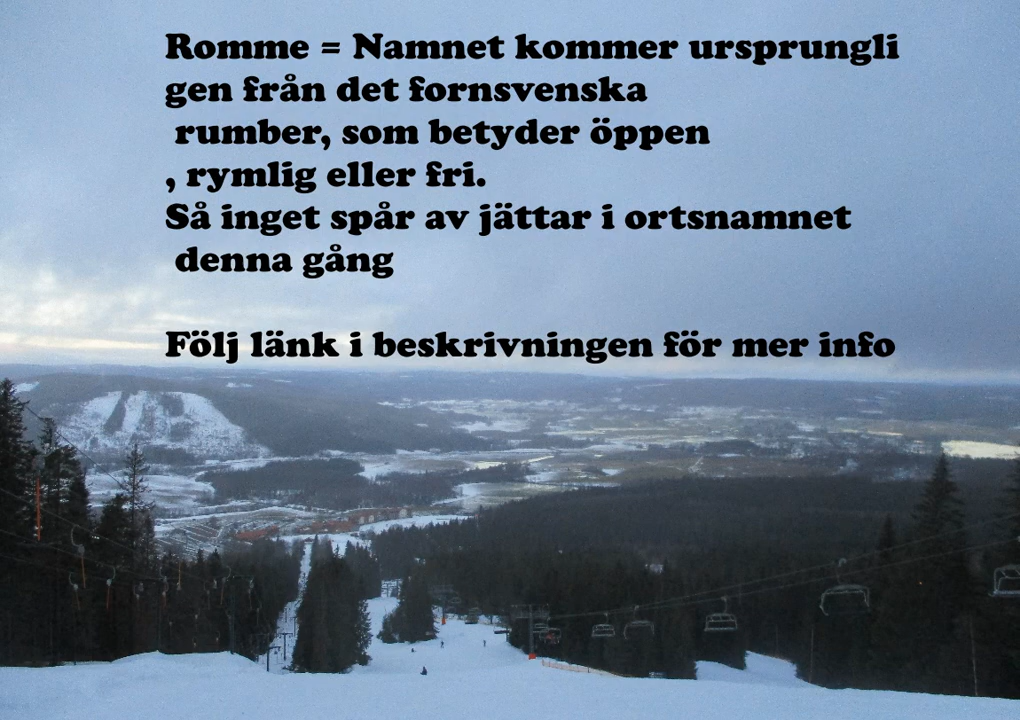 Romme = Namnet kommer ursprungli
gen från det fornsvenska
rumber, som betyder öppen
, rymlig eller fri.
Så inget spår av jättar i ortsnamnet
denna gång
Följ länk i beskrivningen för mer info